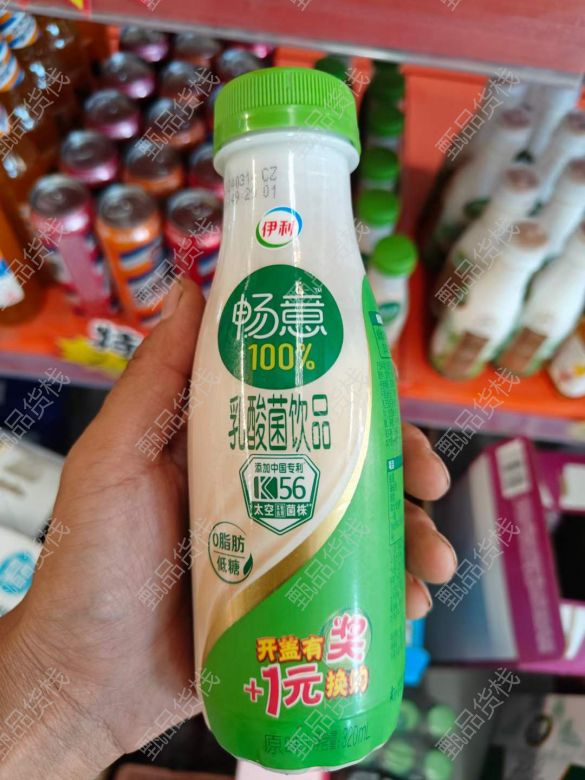 伊利
畅意
100%
乳酸菌饮品
添加中国专利
K56
太空菌株
0脂肪
低糖
开盖有奖
+1元换购
320mL
甄品货栈